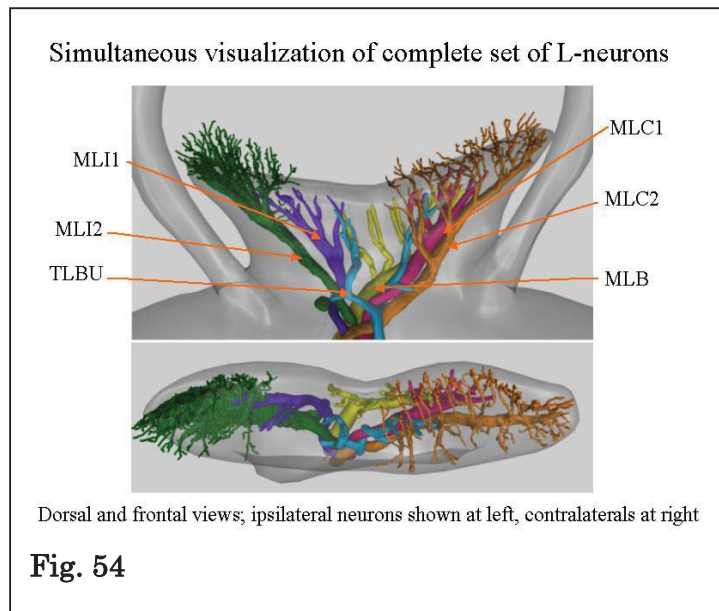 Simultaneous visualization of complete set of L-neurons
MLI1
MLI2
TLBU
MLC1
MLC2
MLB
Dorsal and frontal views; ipsilateral neurons shown at left, contralaterals at right
Fig. 54